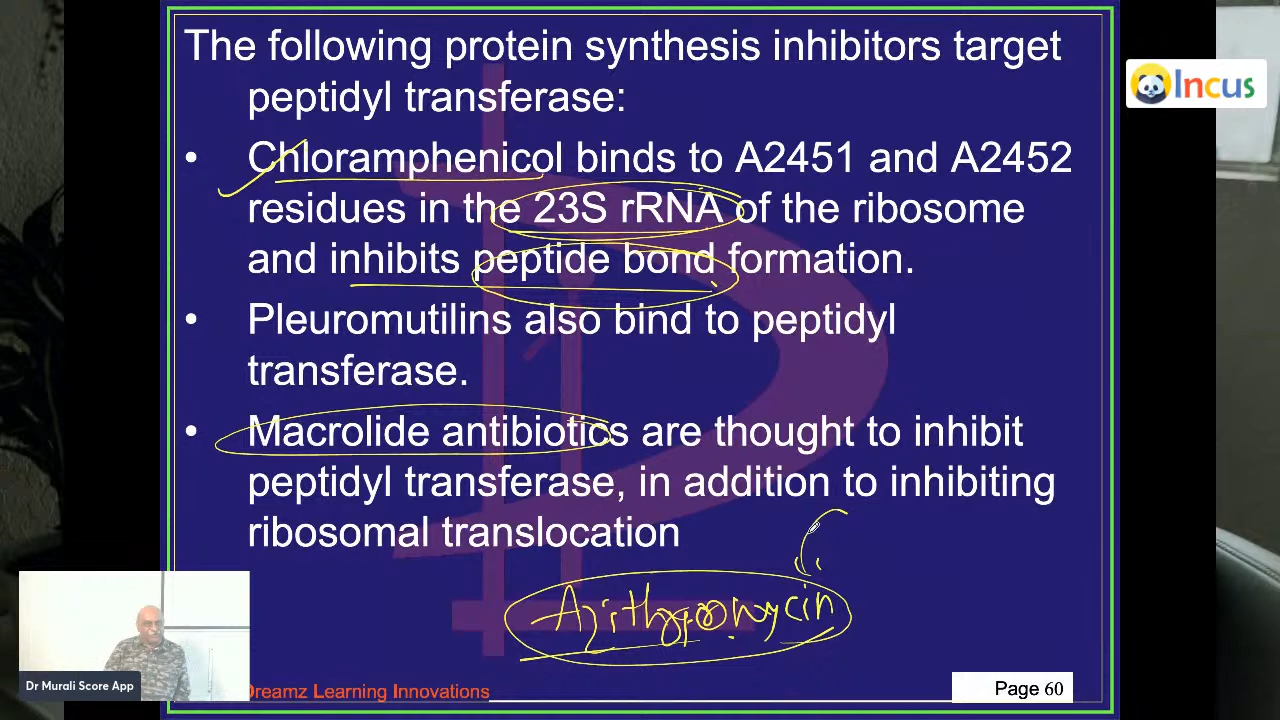 The following protein synthesis inhibitors target
peptidyl transferase:
Incus
• Chloramphenicol binds to A2451 and A2452
residues in the 23S rRNA of the ribosome
and inhibits peptide bond formation.
• Pleuromutilins also bind to peptidyl
transferase.
• Macrolide antibiotics are thought to inhibit
peptidyl transferase, in addition to inhibiting
ribosomal translocation
Azithromycin
Dr Murali Score App
Dreamz Learning Innovations
Page 60